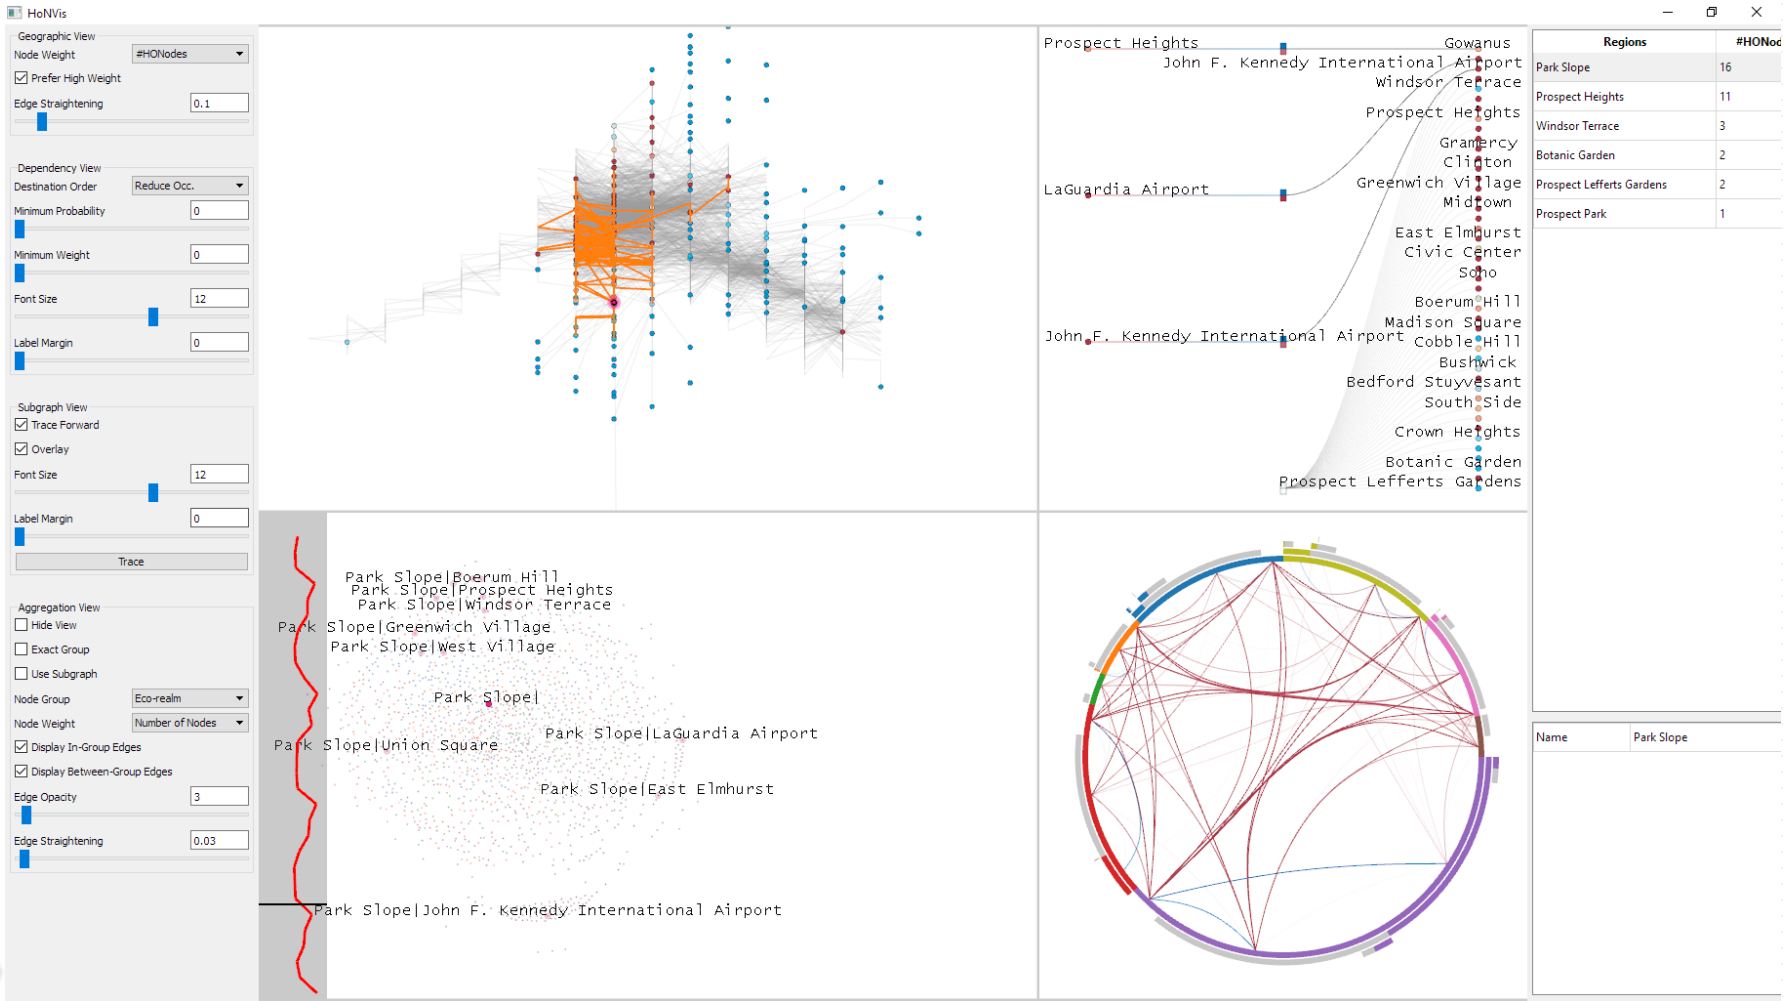 HoNVis
Geographic View
Node Weight
#HONodes
Prefer High Weight
Edge Straightening
0.1
Dependency View
Destination Order
Reduce Occ.
Minimum Probability
0
Minimum Weight
0
Font Size
12
Label Margin
0
Subgraph View
Trace Forward
Overlay
Font Size
12
Label Margin
0
Trace
Aggregation View
Hide View
Exact Group
Use Subgraph
Node Group
Eco-realm
Node Weight
Number of Nodes
Display In-Group Edges
Display Between-Group Edges
Edge Opacity
3
Edge Straightening
0.03
Prospect Heights
LaGuardia Airport
John F. Kennedy International Airport
Gowanus
John F. Kennedy International Airport
Windsor Terrace
Prospect Heights
Gramercy
Clinton
Greenwich Village
Midtown
East Elmhurst
Civic Center
Soho
Boerum Hill
Madison Square
Cobble Hill
Bushwick
Bedford Stuyvesant
South Side
Crown Heights
Botanic Garden
Prospect Lefferts Gardens
Park Slope|Boerum Hill
Park Slope|Prospect Heights
Park Slope|Windsor Terrace
Park Slope|Greenwich Village
Park Slope|West Village
Park Slope|
Park Slope|LaGuardia Airport
Park Slope|Union Square
Park Slope|East Elmhurst
Park Slope|John F. Kennedy International Airport
Regions #HONod
Park Slope 16
Prospect Heights 11
Windsor Terrace 3
Botanic Garden 2
Prospect Lefferts Gardens 2
Prospect Park 1
Name Park Slope